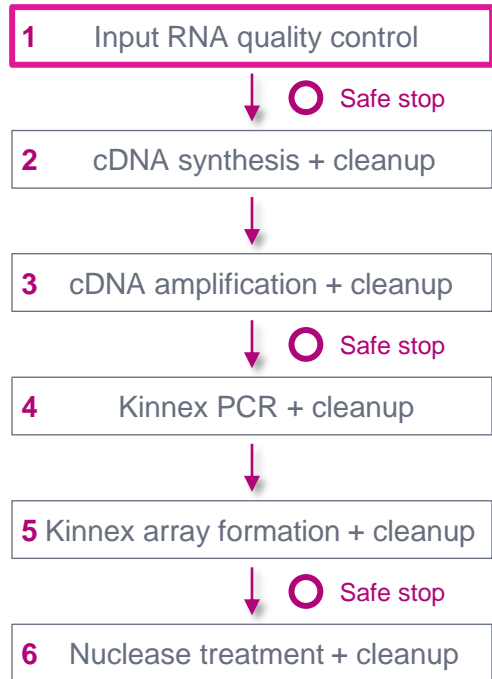 1 Input RNA quality control
Safe stop
2 cDNA synthesis + cleanup
3 cDNA amplification + cleanup
Safe stop
4 Kinnex PCR + cleanup
5 Kinnex array formation + cleanup
Safe stop
6 Nuclease treatment + cleanup